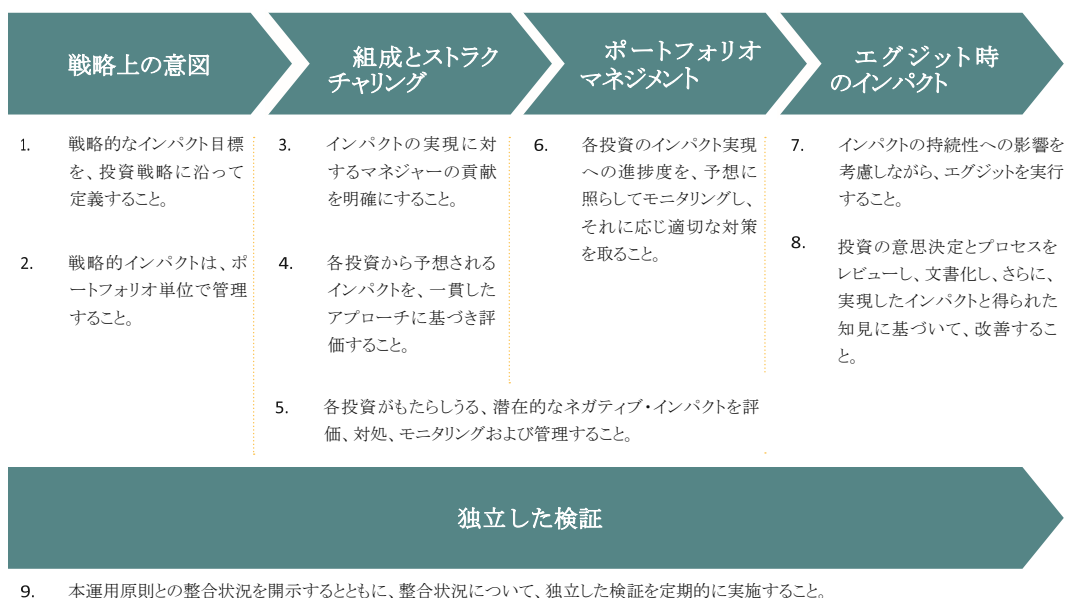 戦略上の意図
組成とストラク
チャリング
ポートフォリオ
マネジメント
エグジット時
のインパクト
1. 戦略的なインパクト目標
を、投資戦略に沿って
定義すること。
2. 戦略的インパクトは、ポ
ートフォリオ単位で管理
すること。
3. インパクトの実現に対
するマネジャーの貢献
を明確にすること。
4. 各投資から予想される
インパクトを、一貫した
アプローチに基づき評
価すること。
6. 各投資のインパクト実現
への進捗度を、予想に
照らしてモニタリングし、
それに応じ適切な対策
を取ること。
7. インパクトの持続性への影響を
考慮しながら、エグジットを実行
すること。
8. 投資の意思決定とプロセスを
レビューし、文書化し、さらに、
実現したインパクトと得られた
知見に基づいて、改善するこ
と。
5. 各投資がもたらしうる、潜在的なネガティブ・インパクトを評
価、対処、モニタリングおよび管理すること。
独立した検証
9. 本運用原則との整合状況を開示するとともに、整合状況について、独立した検証を定期的に実施すること。